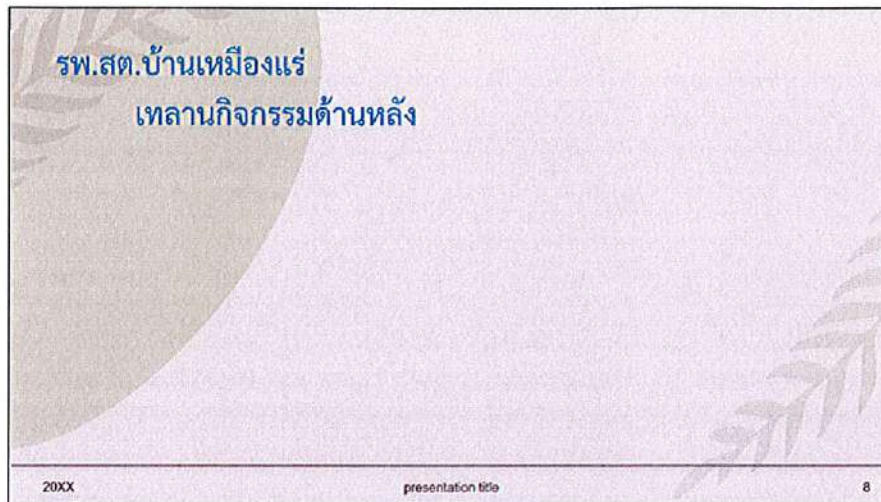 รพ.สต.บ้านเหมืองแร่
เทลานกิจกรรมด้านหลัง
20XX
presentation title
8